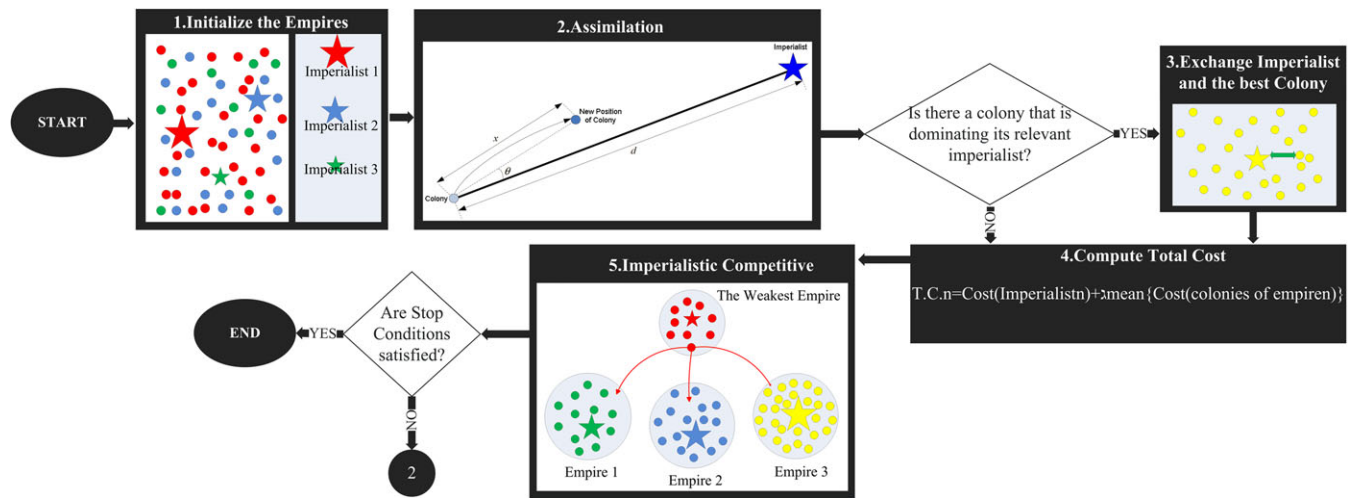 START
1.Initialize the Empires
Imperialist 1
Imperialist 2
Imperialist 3
2.Assimilation
Imperialist
New Position
of Colony
x
θ
d
Colony
Is there a colony that is
dominating its relevant
imperialist?
YES
NO
3.Exchange Imperialist
and the best Colony
4.Compute Total Cost
T.C.n=Cost(Imperialistn)+גmean{Cost(colonies of empiren)}
5.Imperialistic Competitive
The Weakest Empire
Empire 1
Empire 2
Empire 3
Are Stop
Conditions
satisfied?
YES
END
NO
2